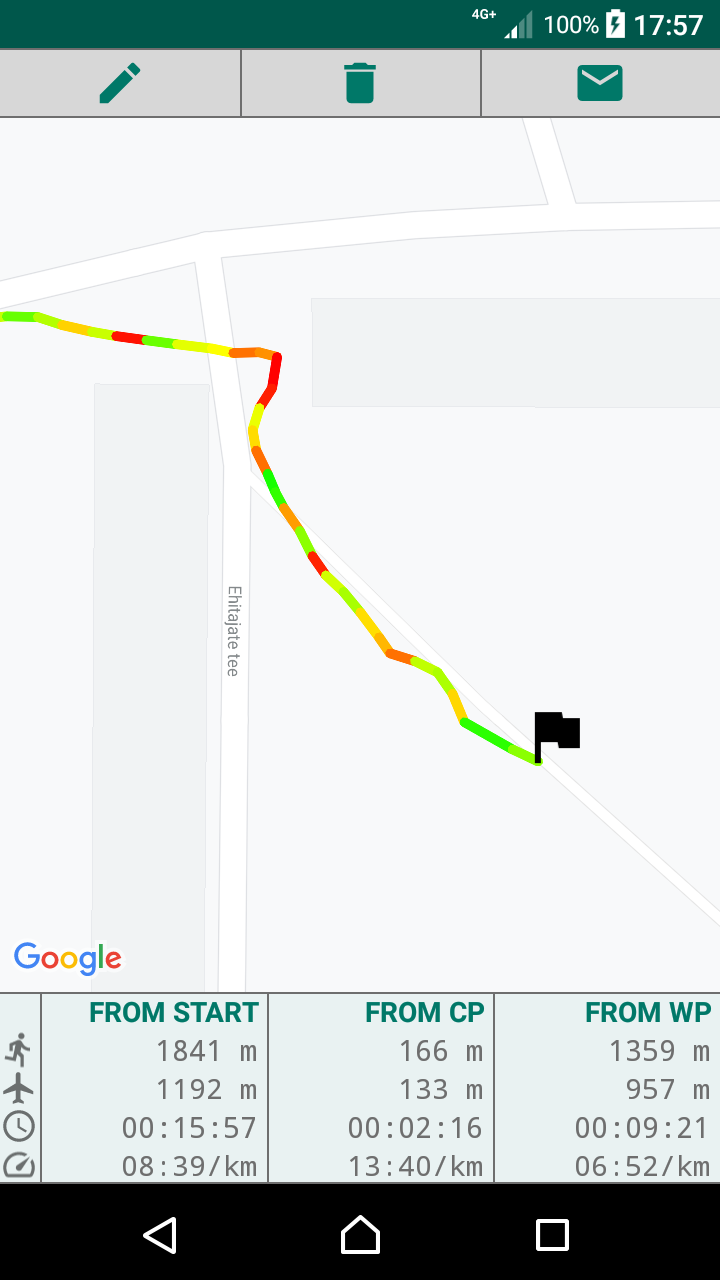 4G+ 100% 17:57
Ehitajate tee
Google
FROM START FROM CP FROM WP
1841 m 166 m 1359 m
1192 m 133 m 957 m
00:15:57 00:02:16 00:09:21
08:39/km 13:40/km 06:52/km